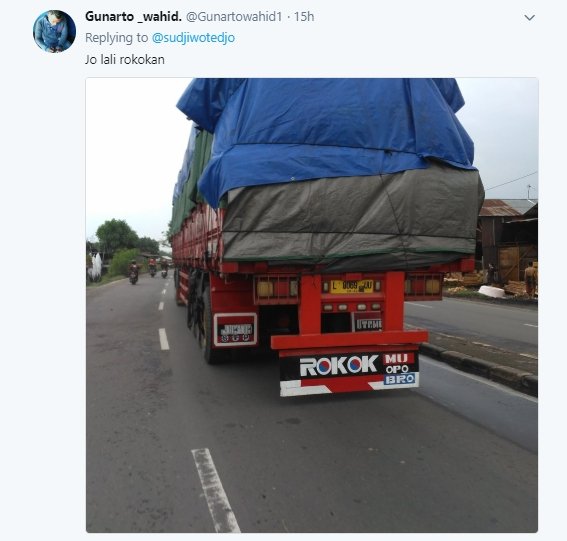 Gunarto _wahid. @Gunartowahid1 · 15h
Replying to @sudjiwotedjo
Jo lali rokokan
ROKOK MU
OPO
BRO